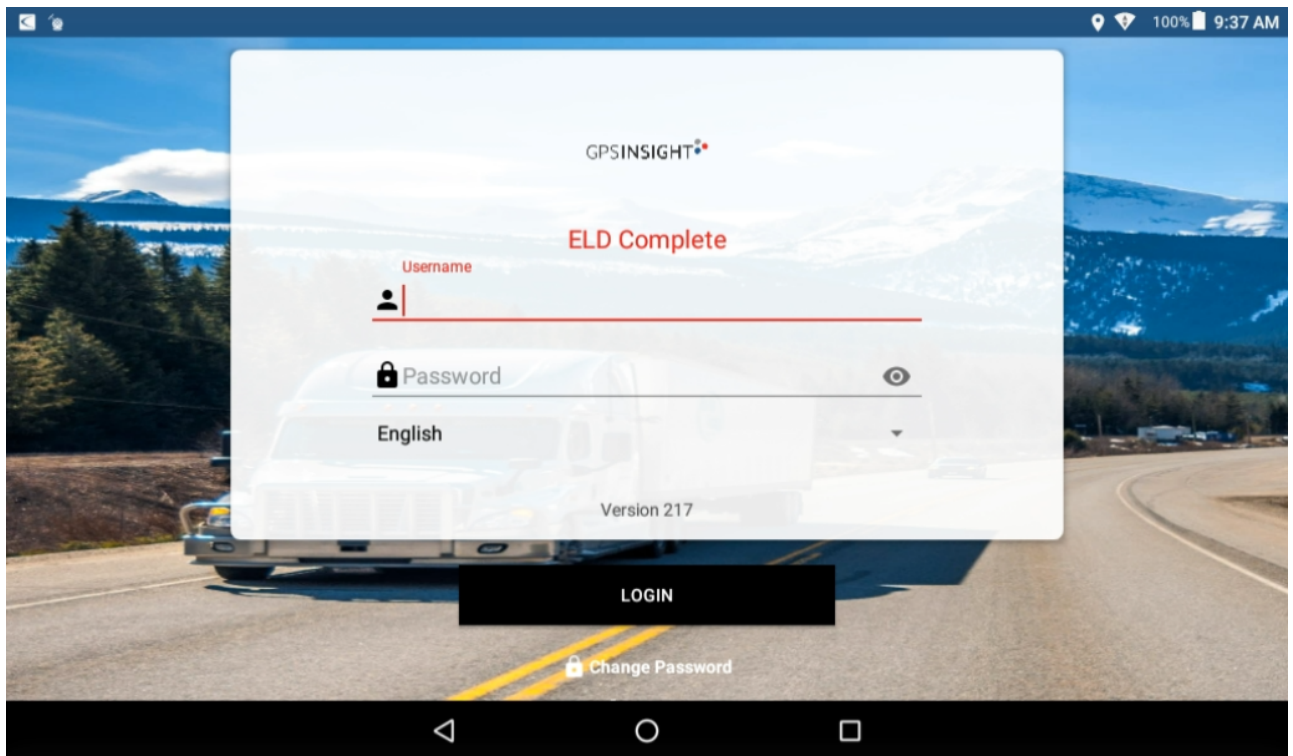 100% 9:37 AM
GPSINSIGHT
ELD Complete
Username
Password
English
Version 217
LOGIN
Change Password